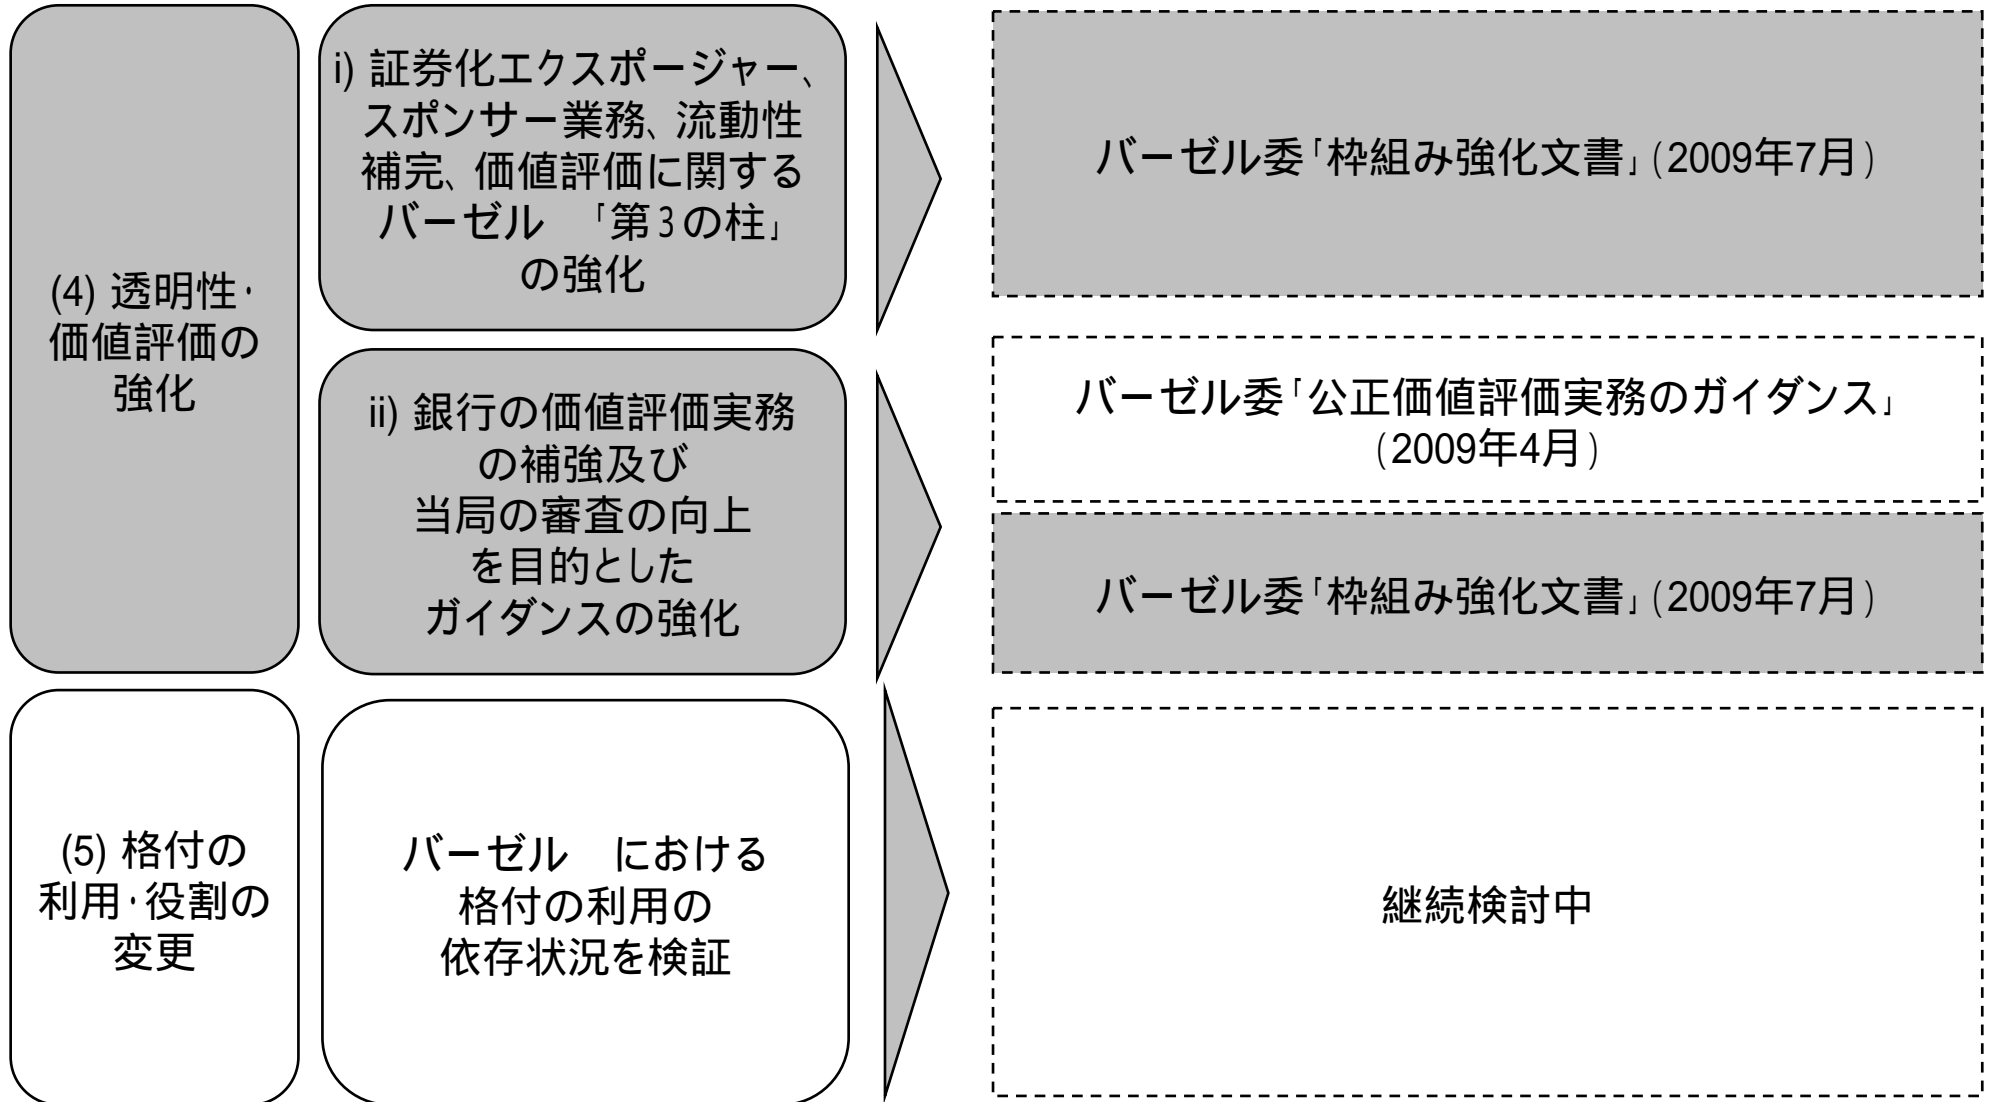 (4) 透明性・
価値評価の
強化
i) 証券化エクスポージャー、
スポンサー業務、流動性
補完、価値評価に関する
バーゼル　「第3の柱」
の強化
バーゼル委「枠組み強化文書」(2009年7月)
ii) 銀行の価値評価実務
の補強及び
当局の審査の向上
を目的とした
ガイダンスの強化
バーゼル委「公正価値評価実務のガイダンス」
(2009年4月)
バーゼル委「枠組み強化文書」(2009年7月)
(5) 格付の
利用・役割の
変更
バーゼル　における
格付の利用の
依存状況を検証
継続検討中